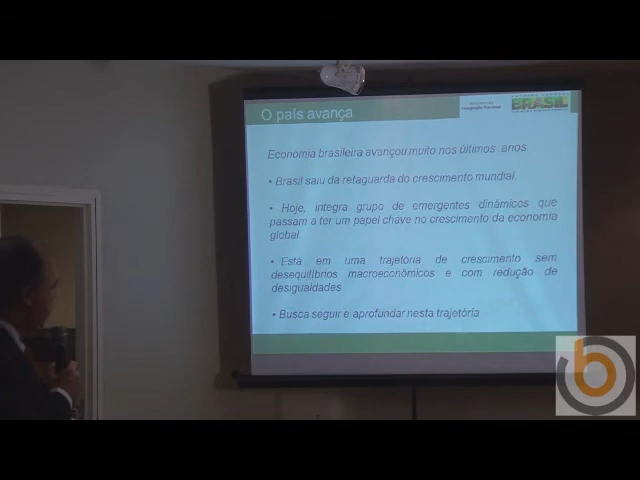 O país avança
Integração Nacional
BRASIL
Economia brasileira avançou muito nos últimos anos.
• Brasil saiu da retaguarda do crescimento mundial.
• Hoje, integra grupo de emergentes dinâmicos que
passam a ter um papel chave no crescimento da economia
global.
• Está em uma trajetória de crescimento sem
desequilíbrios macroeconômicos e com redução de
desigualdades
• Busca seguir e aprofundar nesta trajetória
b